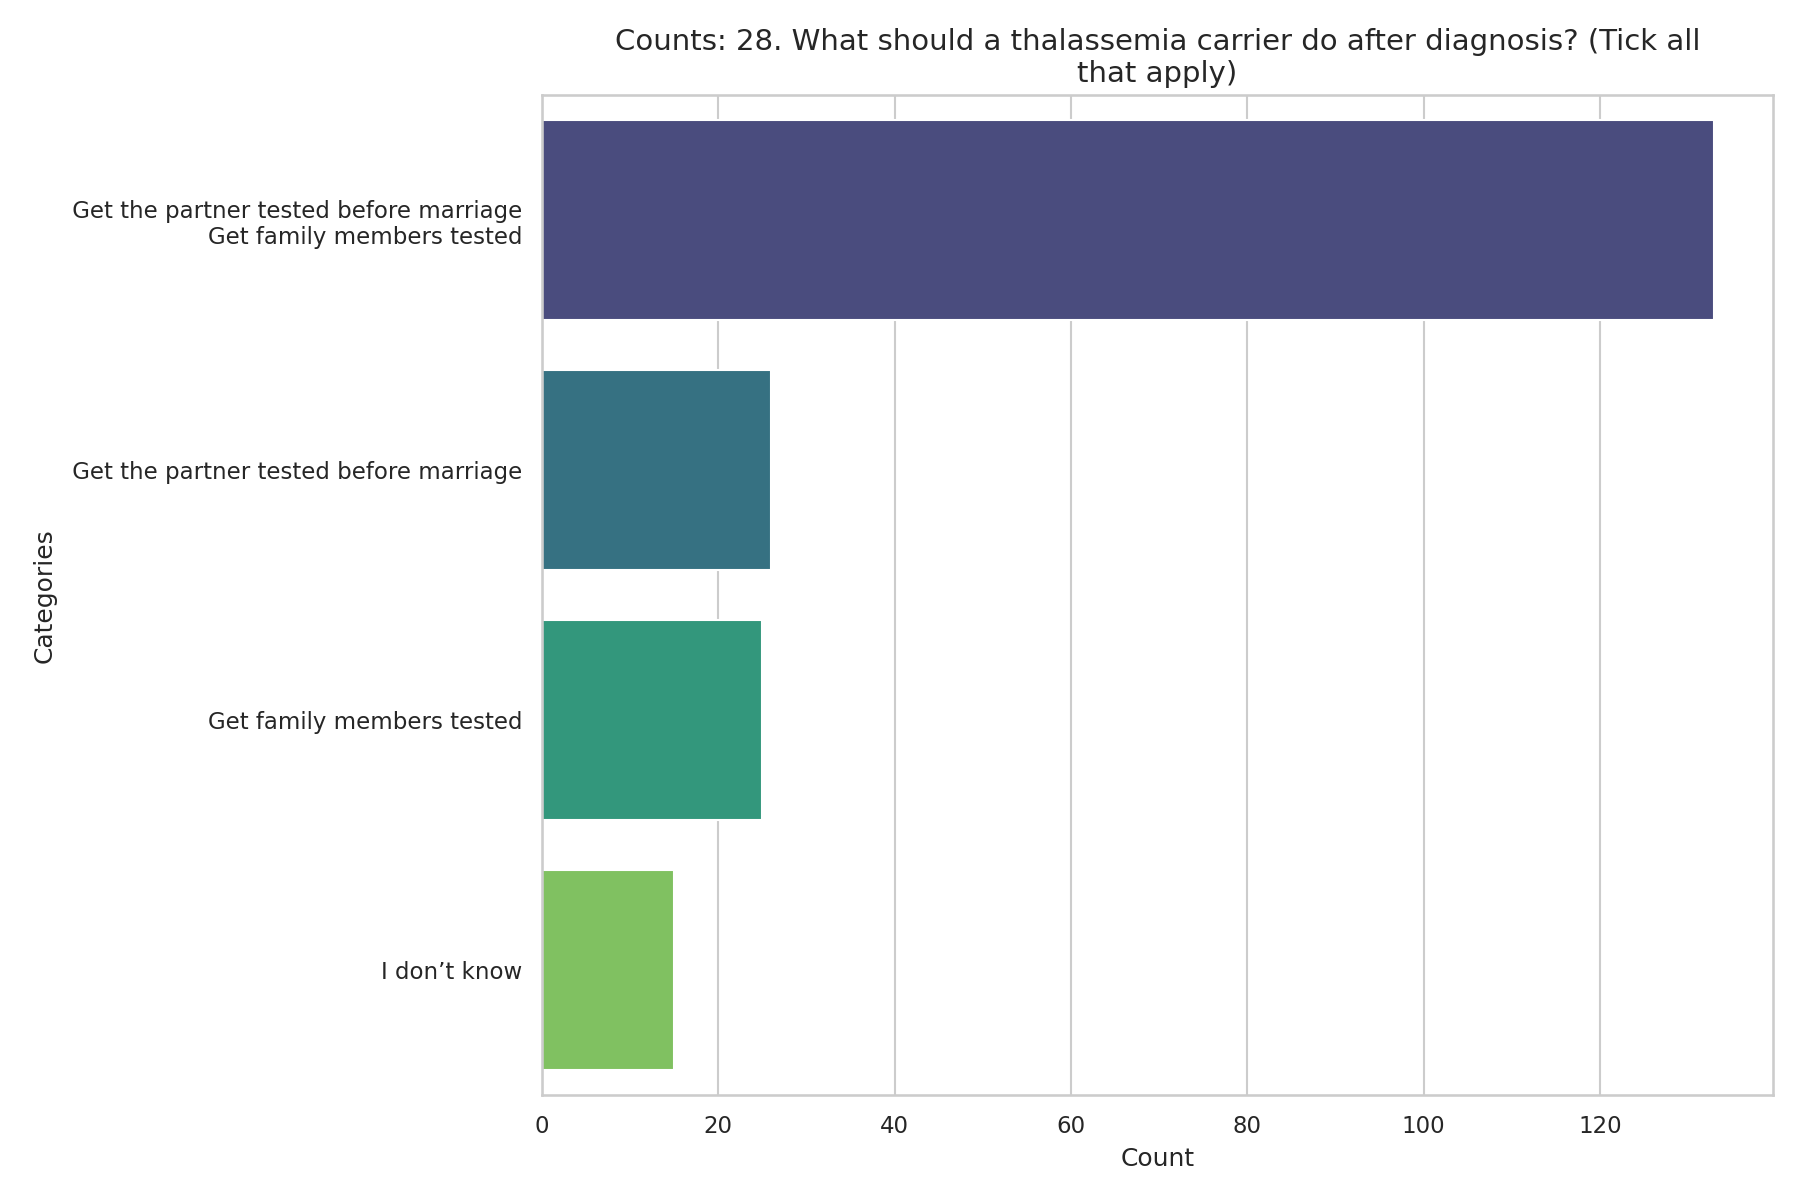 Counts: 28. What should a thalassemia carrier do after diagnosis? (Tick all
that apply)
Get the partner tested before marriage
Get family members tested
Get the partner tested before marriage
Get family members tested
I don’t know
Categories
0 20 40 60 80 100 120
Count